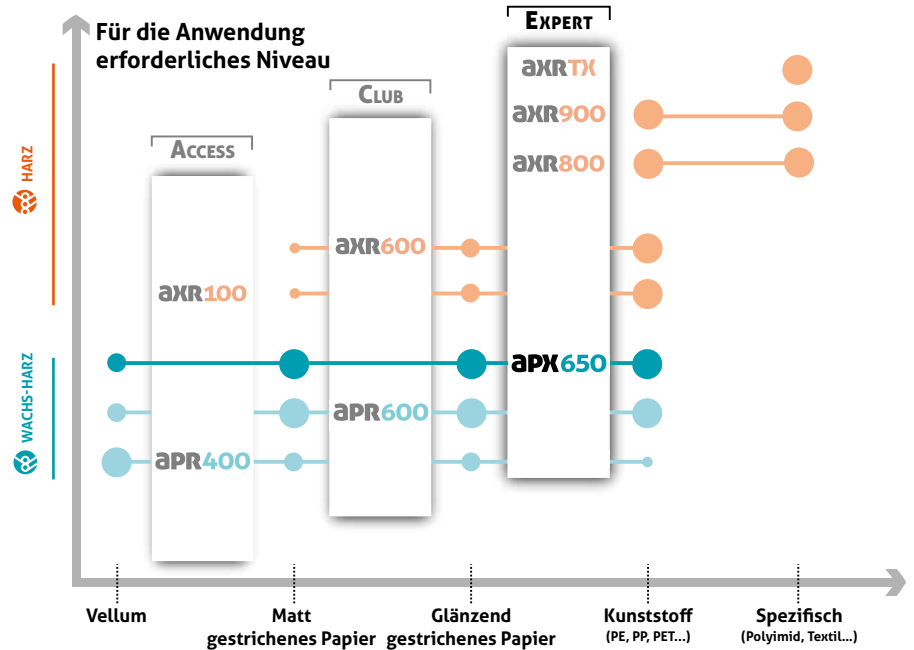 Für die Anwendung
erforderliches Niveau
EXPERT
CLUB
ACCESS
aXRTX
aXR900
aXR800
aXR600
aXR100
aPX650
aPR600
aPR400
HARZ
WACHS-HARZ
Vellum
Matt
gestrichenes Papier
Glänzend
gestrichenes Papier
Kunststoff
(PE, PP, PET...)
Spezifisch
(Polyimid, Textil...)